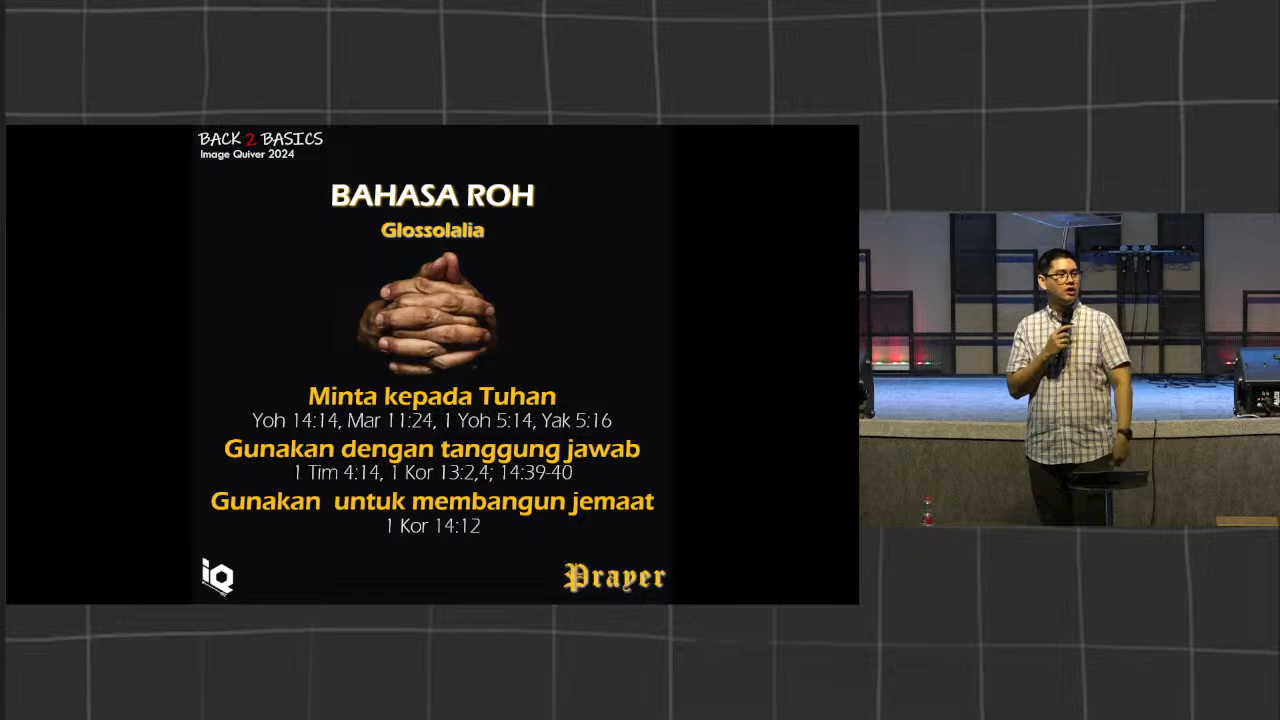 BACK 2 BASICS
Image Quiver 2024
BAHASA ROH
Glossolalia
Minta kepada Tuhan
Yoh 14:14, Mar 11:24, 1 Yoh 5:14, Yak 5:16
Gunakan dengan tanggung jawab
1 Tim 4:14, 1 Kor 13:2,4; 14:39-40
Gunakan untuk membangun jemaat
1 Kor 14:12
iQ
Prayer